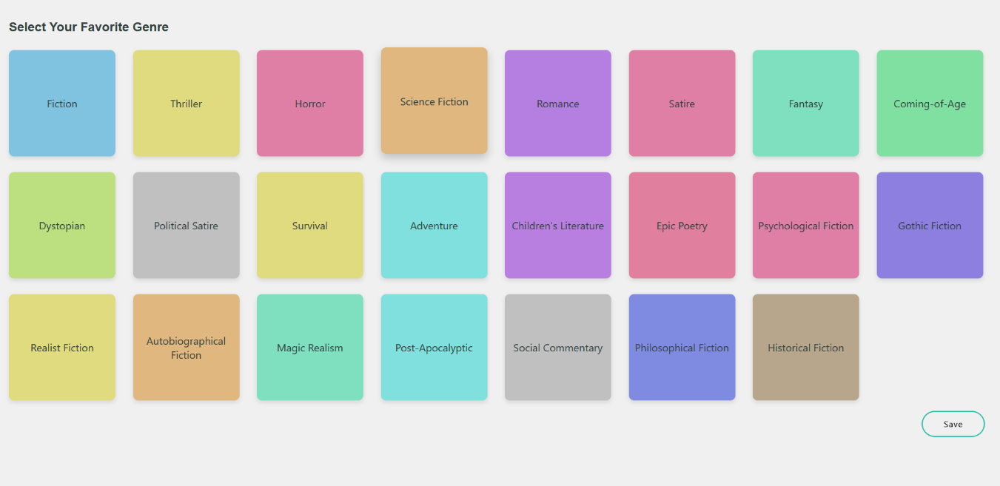 Select Your Favorite Genre
Fiction
Thriller
Horror
Science Fiction
Romance
Satire
Fantasy
Coming-of-Age
Dystopian
Political Satire
Survival
Adventure
Children's Literature
Epic Poetry
Psychological Fiction
Gothic Fiction
Realist Fiction
Autobiographical
Fiction
Magic Realism
Post-Apocalyptic
Social Commentary
Philosophical Fiction
Historical Fiction
Save